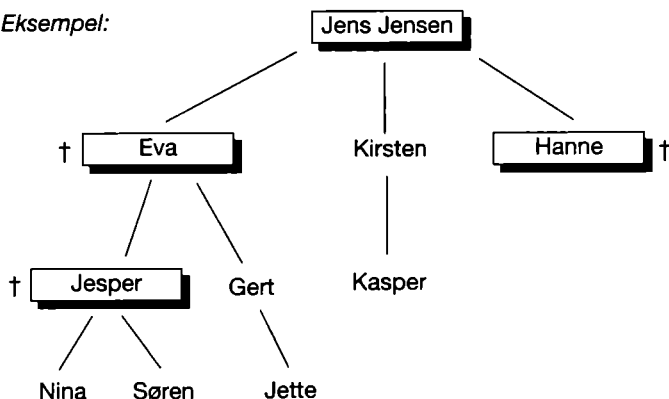 Eksempel:
Jens Jensen
† Eva
Kirsten
Hanne †
† Jesper
Gert
Kasper
Nina
Søren
Jette